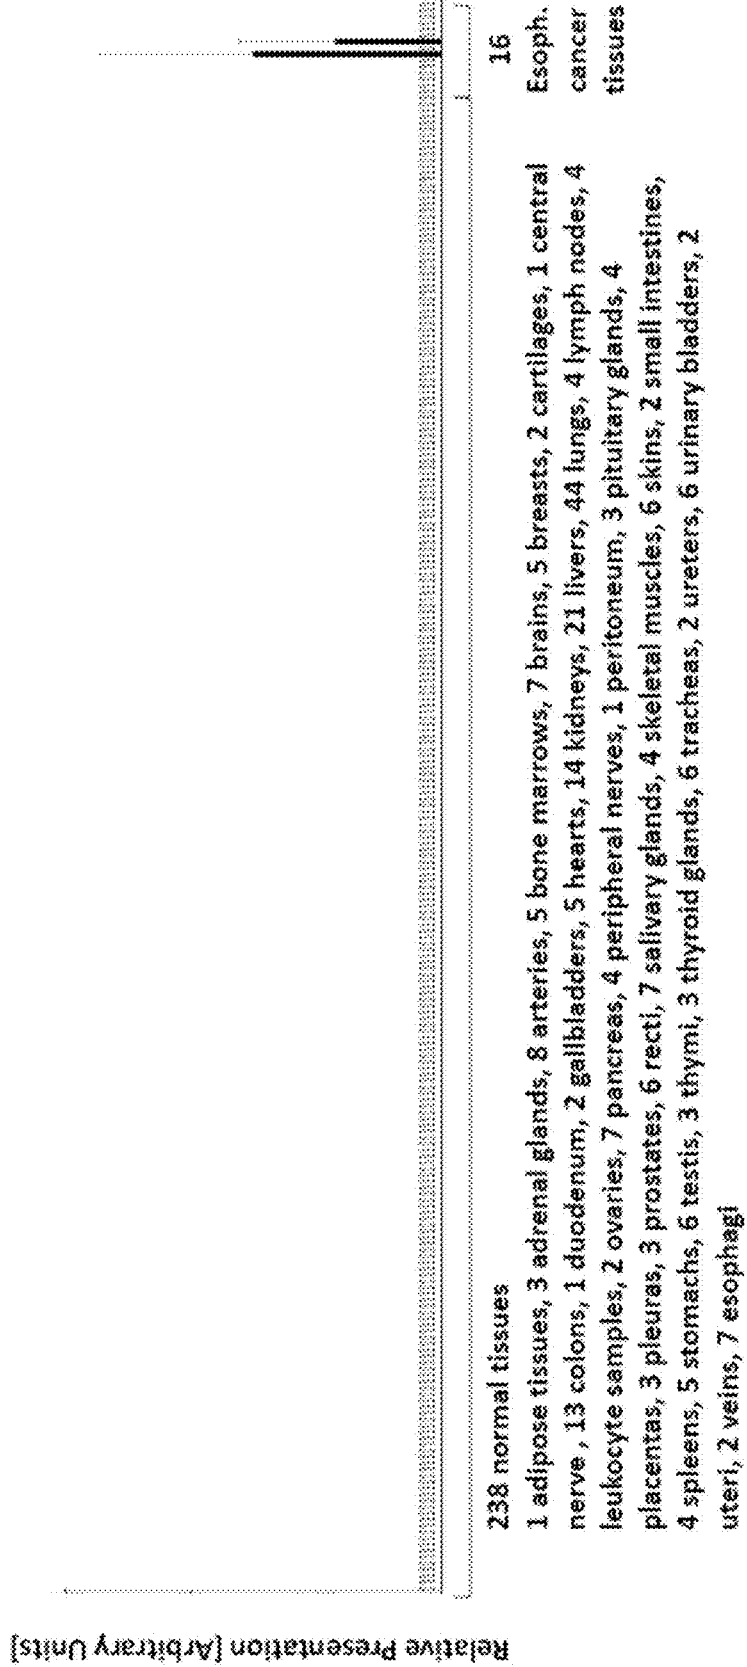 Relative Presentation [Arbitrary Units]
238 normal tissues
1 adipose tissues, 3 adrenal glands, 8 arteries, 5 bone marrows, 7 brains, 5 breasts, 2 cartilages, 1 central
nerve , 13 colons, 1 duodenum, 2 gallbladders, 5 hearts, 14 kidneys, 21 livers, 44 lungs, 4 lymph nodes, 4
leukocyte samples, 2 ovaries, 7 pancreas, 4 peripheral nerves, 1 peritoneum, 3 pituitary glands, 4
placentas, 3 pleuras, 3 prostates, 6 recti, 7 salivary glands, 4 skeletal muscles, 6 skins, 2 small intestines,
4 spleens, 5 stomachs, 6 testis, 3 thymi, 3 thyroid glands, 6 tracheas, 2 ureters, 6 urinary bladders, 2
uteri, 2 veins, 7 esophagi
16
Esoph.
cancer
tissues